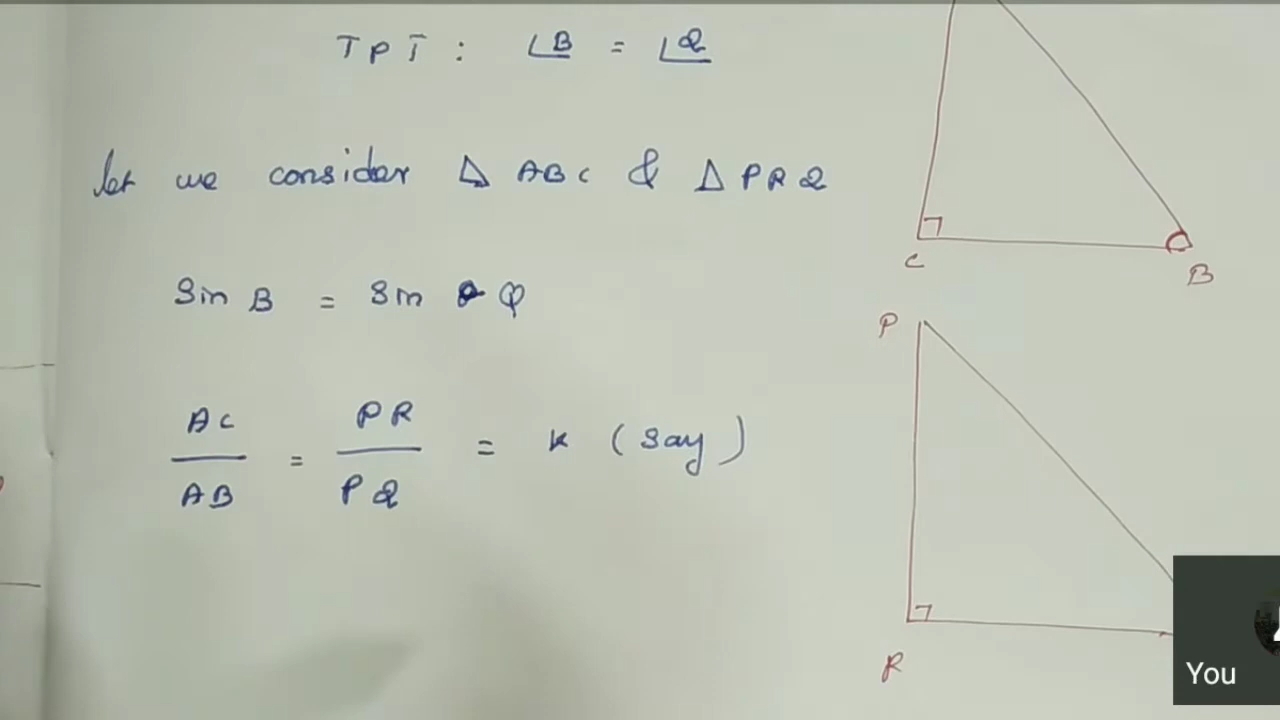 TPT : ∠B = ∠Q
let we consider Δ ABC & Δ PRQ
Sin B = Sin Q
AC/AB = PR/PQ = K (say)
C
B
P
R
You